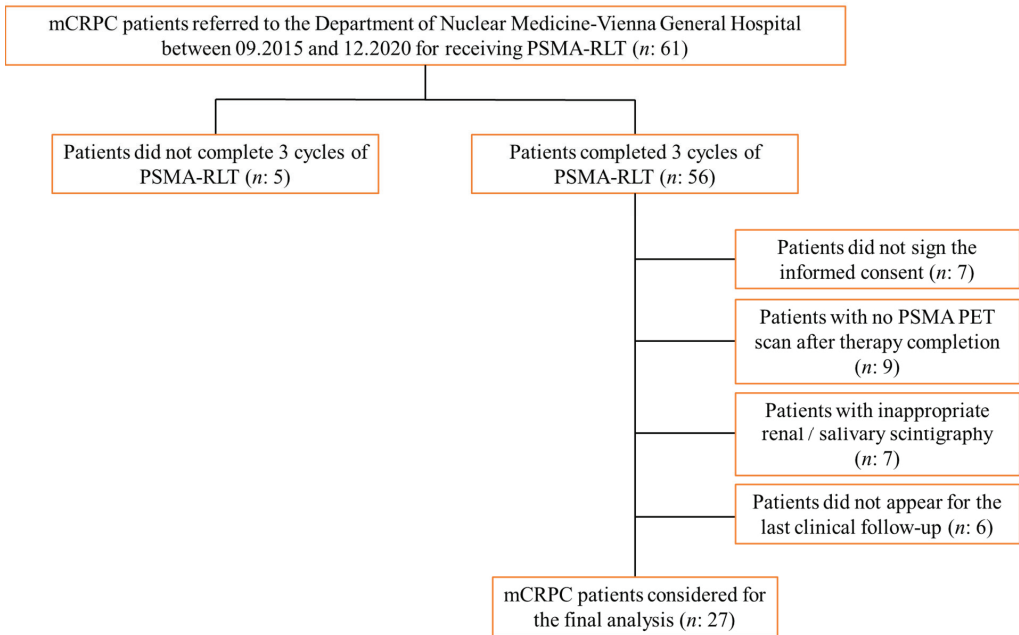 mCRPC patients referred to the Department of Nuclear Medicine-Vienna General Hospital
between 09.2015 and 12.2020 for receiving PSMA-RLT (n: 61)
Patients did not complete 3 cycles of
PSMA-RLT (n: 5)
Patients completed 3 cycles of
PSMA-RLT (n: 56)
Patients did not sign the
informed consent (n: 7)
Patients with no PSMA PET
scan after therapy completion
(n: 9)
Patients with inappropriate
renal / salivary scintigraphy
(n: 7)
Patients did not appear for the
last clinical follow-up (n: 6)
mCRPC patients considered for
the final analysis (n: 27)